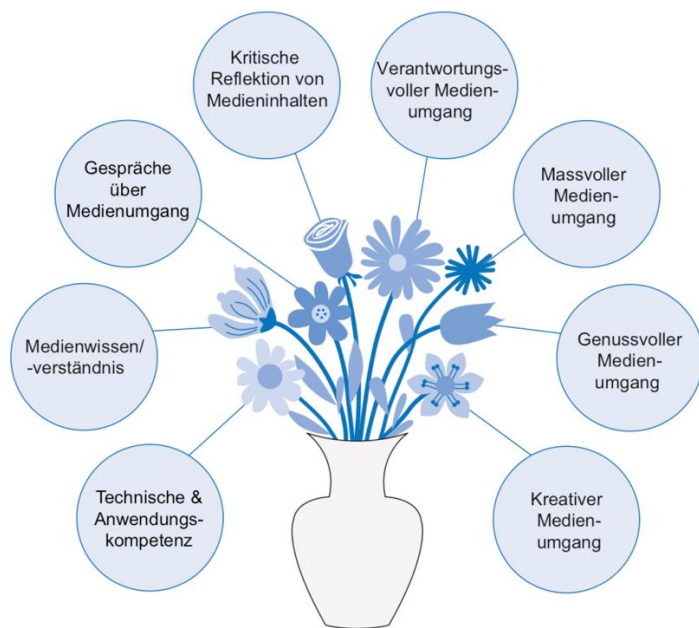 Kritische
Reflektion von
Medieninhalten
Verantwortungs-
voller Medien-
umgang
Gespräche
über
Medienumgang
Massvoller
Medien-
umgang
Medienwissen/
-verständnis
Genussvoller
Medien-
umgang
Technische &
Anwendungs-
kompetenz
Kreativer
Medien-
umgang